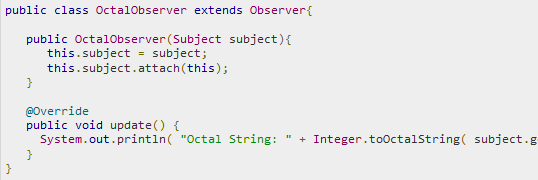 public class OctalObserver extends Observer{
public OctalObserver(Subject subject){
this.subject = subject;
this.subject.attach(this);
}
@Override
public void update() {
System.out.println( "Octal String: " + Integer.toOctalString( subject.g
}
}